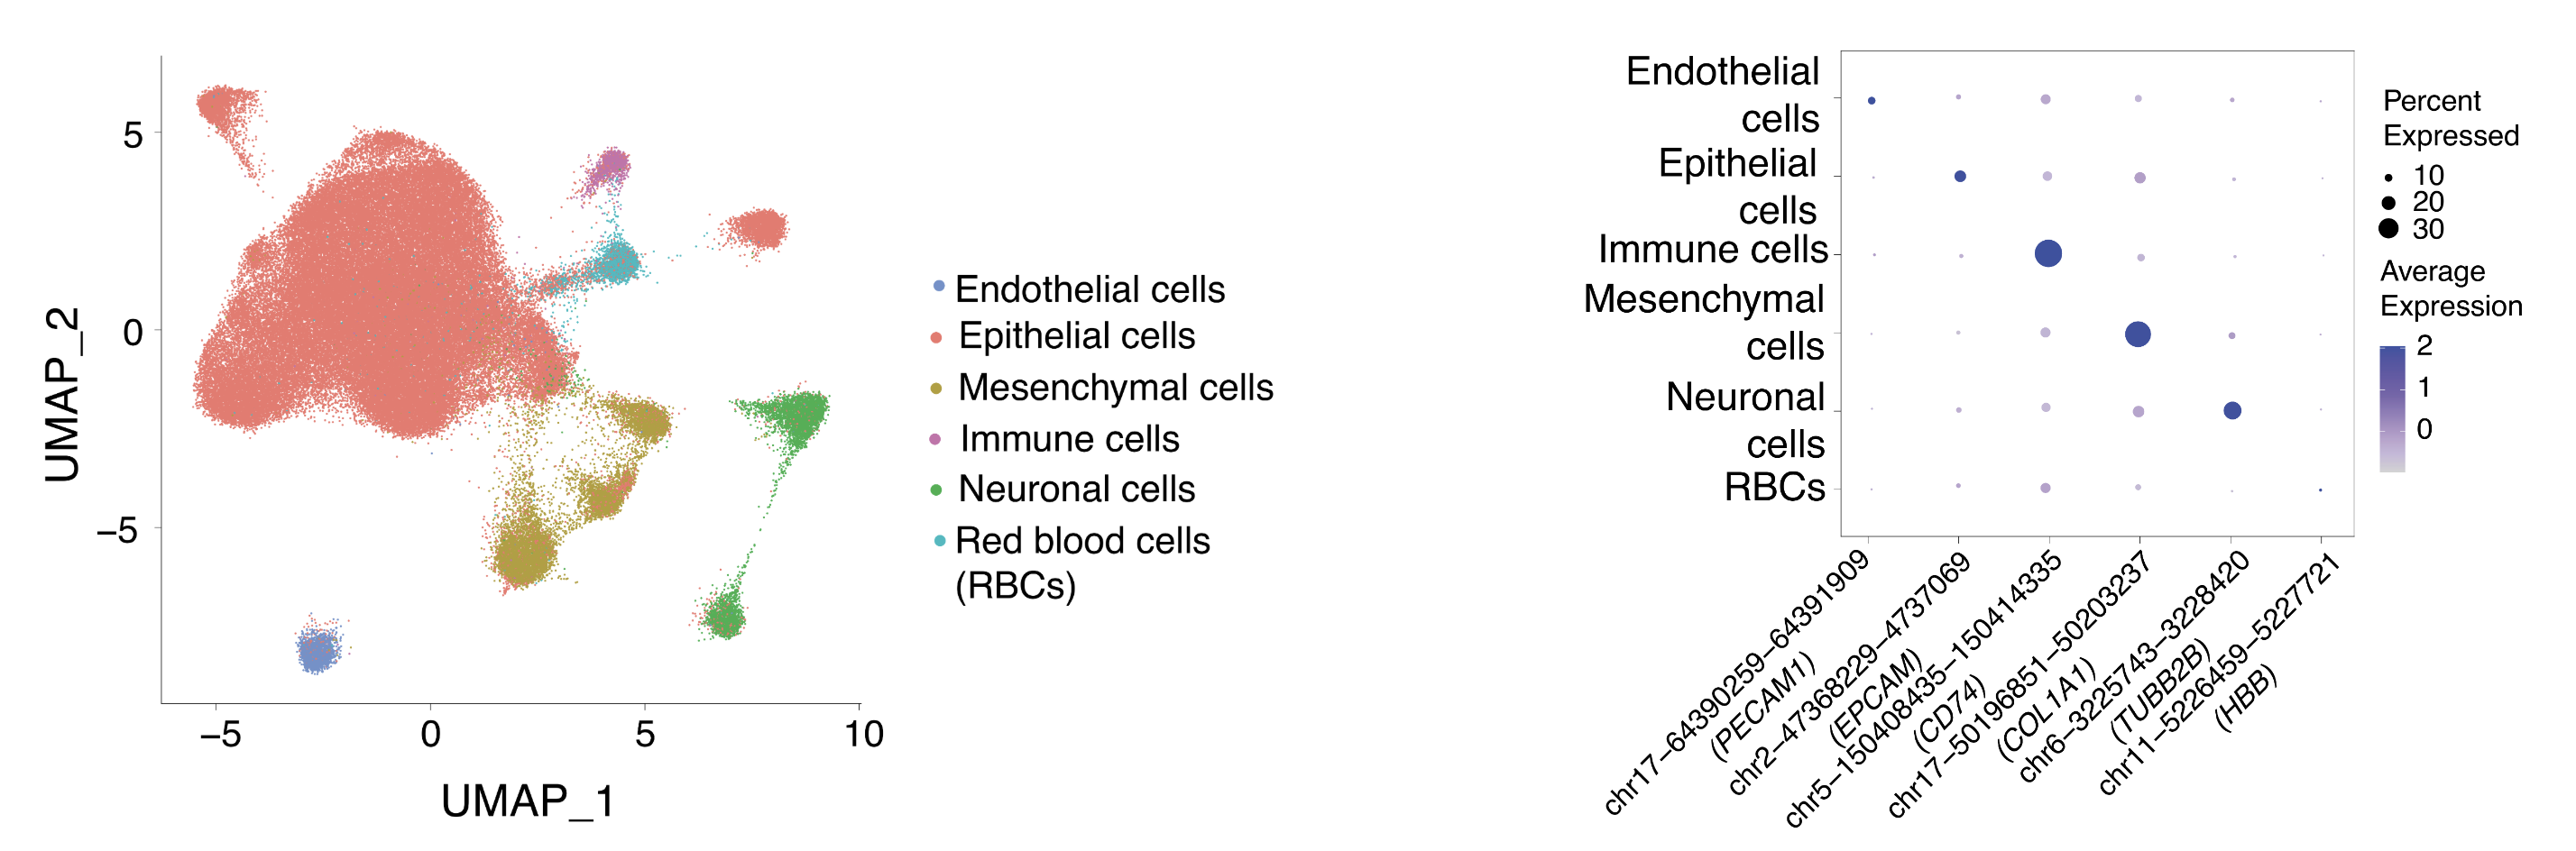 5
0
−5
UMAP_2
−5
0
5
10
UMAP_1
Endothelial cells
Epithelial cells
Mesenchymal cells
Immune cells
Neuronal cells
Red blood cells
(RBCs)
Endothelial
cells
Epithelial
cells
Immune cells
Mesenchymal
cells
Neuronal
cells
RBCs
chr17−64390259−64391909
(PECAM1)
chr2−47368229−4737069
(EPCAM)
chr5−150408435−150414335
(CD74)
chr17−50196851−50203237
(COL1A1)
chr6−3225743−3228420
(TUBB2B)
chr11−5226459−5227721
(HBB)
Percent
Expressed
10
20
30
Average
Expression
2
1
0